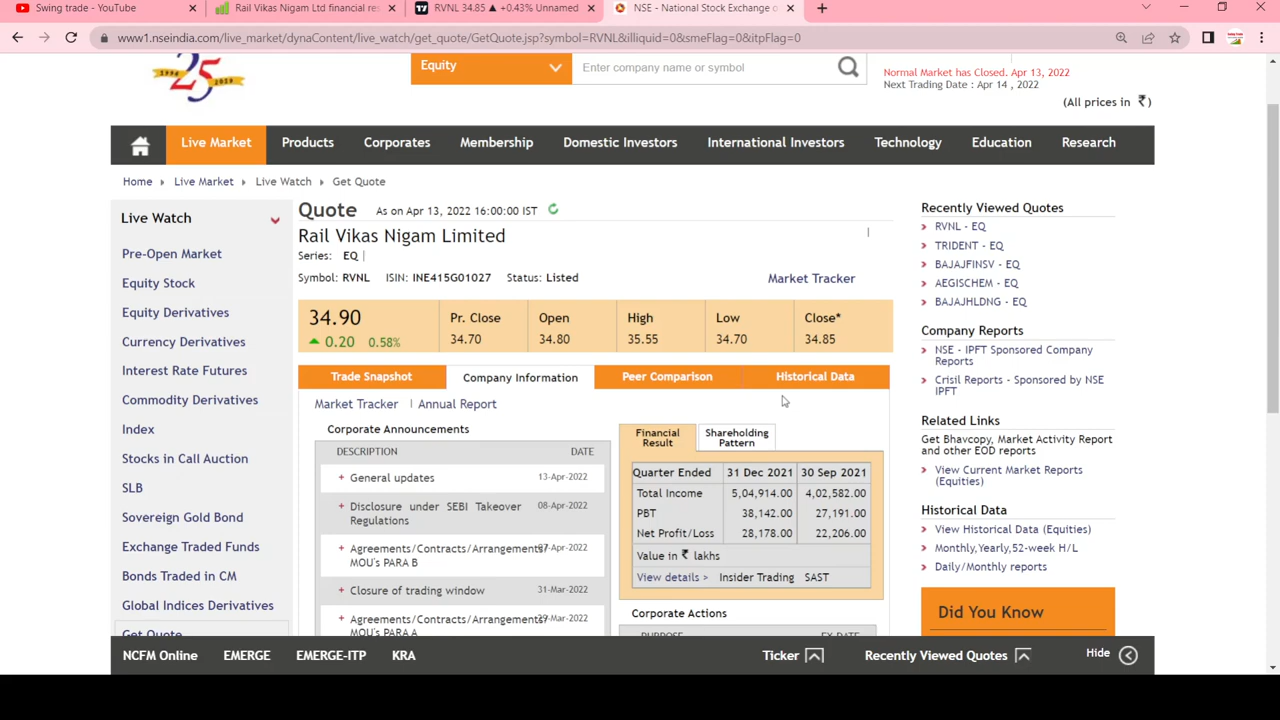 Swing trade - YouTube
Rail Vikas Nigam Ltd financial res
RVNL 34.85 ▲ +0.43% Unnamed
NSE - National Stock Exchange o
www1.nseindia.com/live_market/dynaContent/live_watch/get_quote/GetQuote.jsp?symbol=RVNL&illiquid=0&smeFlag=0&itpFlag=0
25
Equity
Enter company name or symbol
Normal Market has Closed. Apr 13, 2022
Next Trading Date : Apr 14 , 2022
(All prices in ₹)
Live Market
Products
Corporates
Membership
Domestic Investors
International Investors
Technology
Education
Research
Home
Live Market
Live Watch
Get Quote
Live Watch
Pre-Open Market
Equity Stock
Equity Derivatives
Currency Derivatives
Interest Rate Futures
Commodity Derivatives
Index
Stocks in Call Auction
SLB
Sovereign Gold Bond
Exchange Traded Funds
Bonds Traded in CM
Global Indices Derivatives
Get Quote
Quote As on Apr 13, 2022 16:00:00 IST
Rail Vikas Nigam Limited
Series: EQ |
Symbol: RVNL ISIN: INE415G01027 Status: Listed
Market Tracker
34.90 Pr. Close Open High Low Close*
▲ 0.20 0.58% 34.70 34.80 35.55 34.70 34.85
Trade Snapshot
Company Information
Peer Comparison
Historical Data
Market Tracker | Annual Report
Corporate Announcements
DESCRIPTION DATE
+ General updates 13-Apr-2022
+ Disclosure under SEBI Takeover 08-Apr-2022
Regulations
+ Agreements/Contracts/Arrangements/ 07-Apr-2022
MOU's PARA B
+ Closure of trading window 31-Mar-2022
+ Agreements/Contracts/Arrangements/ 29-Mar-2022
MOU's PARA A
Financial
Result
Shareholding
Pattern
Quarter Ended 31 Dec 2021 30 Sep 2021
Total Income 5,04,914.00 4,02,582.00
PBT 38,142.00 27,191.00
Net Profit/Loss 28,178.00 22,206.00
Value in ₹ lakhs
View details > Insider Trading SAST
Corporate Actions
PURPOSE EX-DATE
Recently Viewed Quotes
RVNL - EQ
TRIDENT - EQ
BAJAJFINSV - EQ
AEGISCHEM - EQ
BAJAJHLDNG - EQ
Company Reports
NSE - IPFT Sponsored Company
Reports
Crisil Reports - Sponsored by NSE
IPFT
Related Links
Get Bhavcopy, Market Activity Report
and other EOD reports
View Current Market Reports
(Equities)
Historical Data
View Historical Data (Equities)
Monthly,Yearly,52-week H/L
Daily/Monthly reports
Did You Know
NCFM Online
EMERGE
EMERGE-ITP
KRA
Ticker
Recently Viewed Quotes
Hide